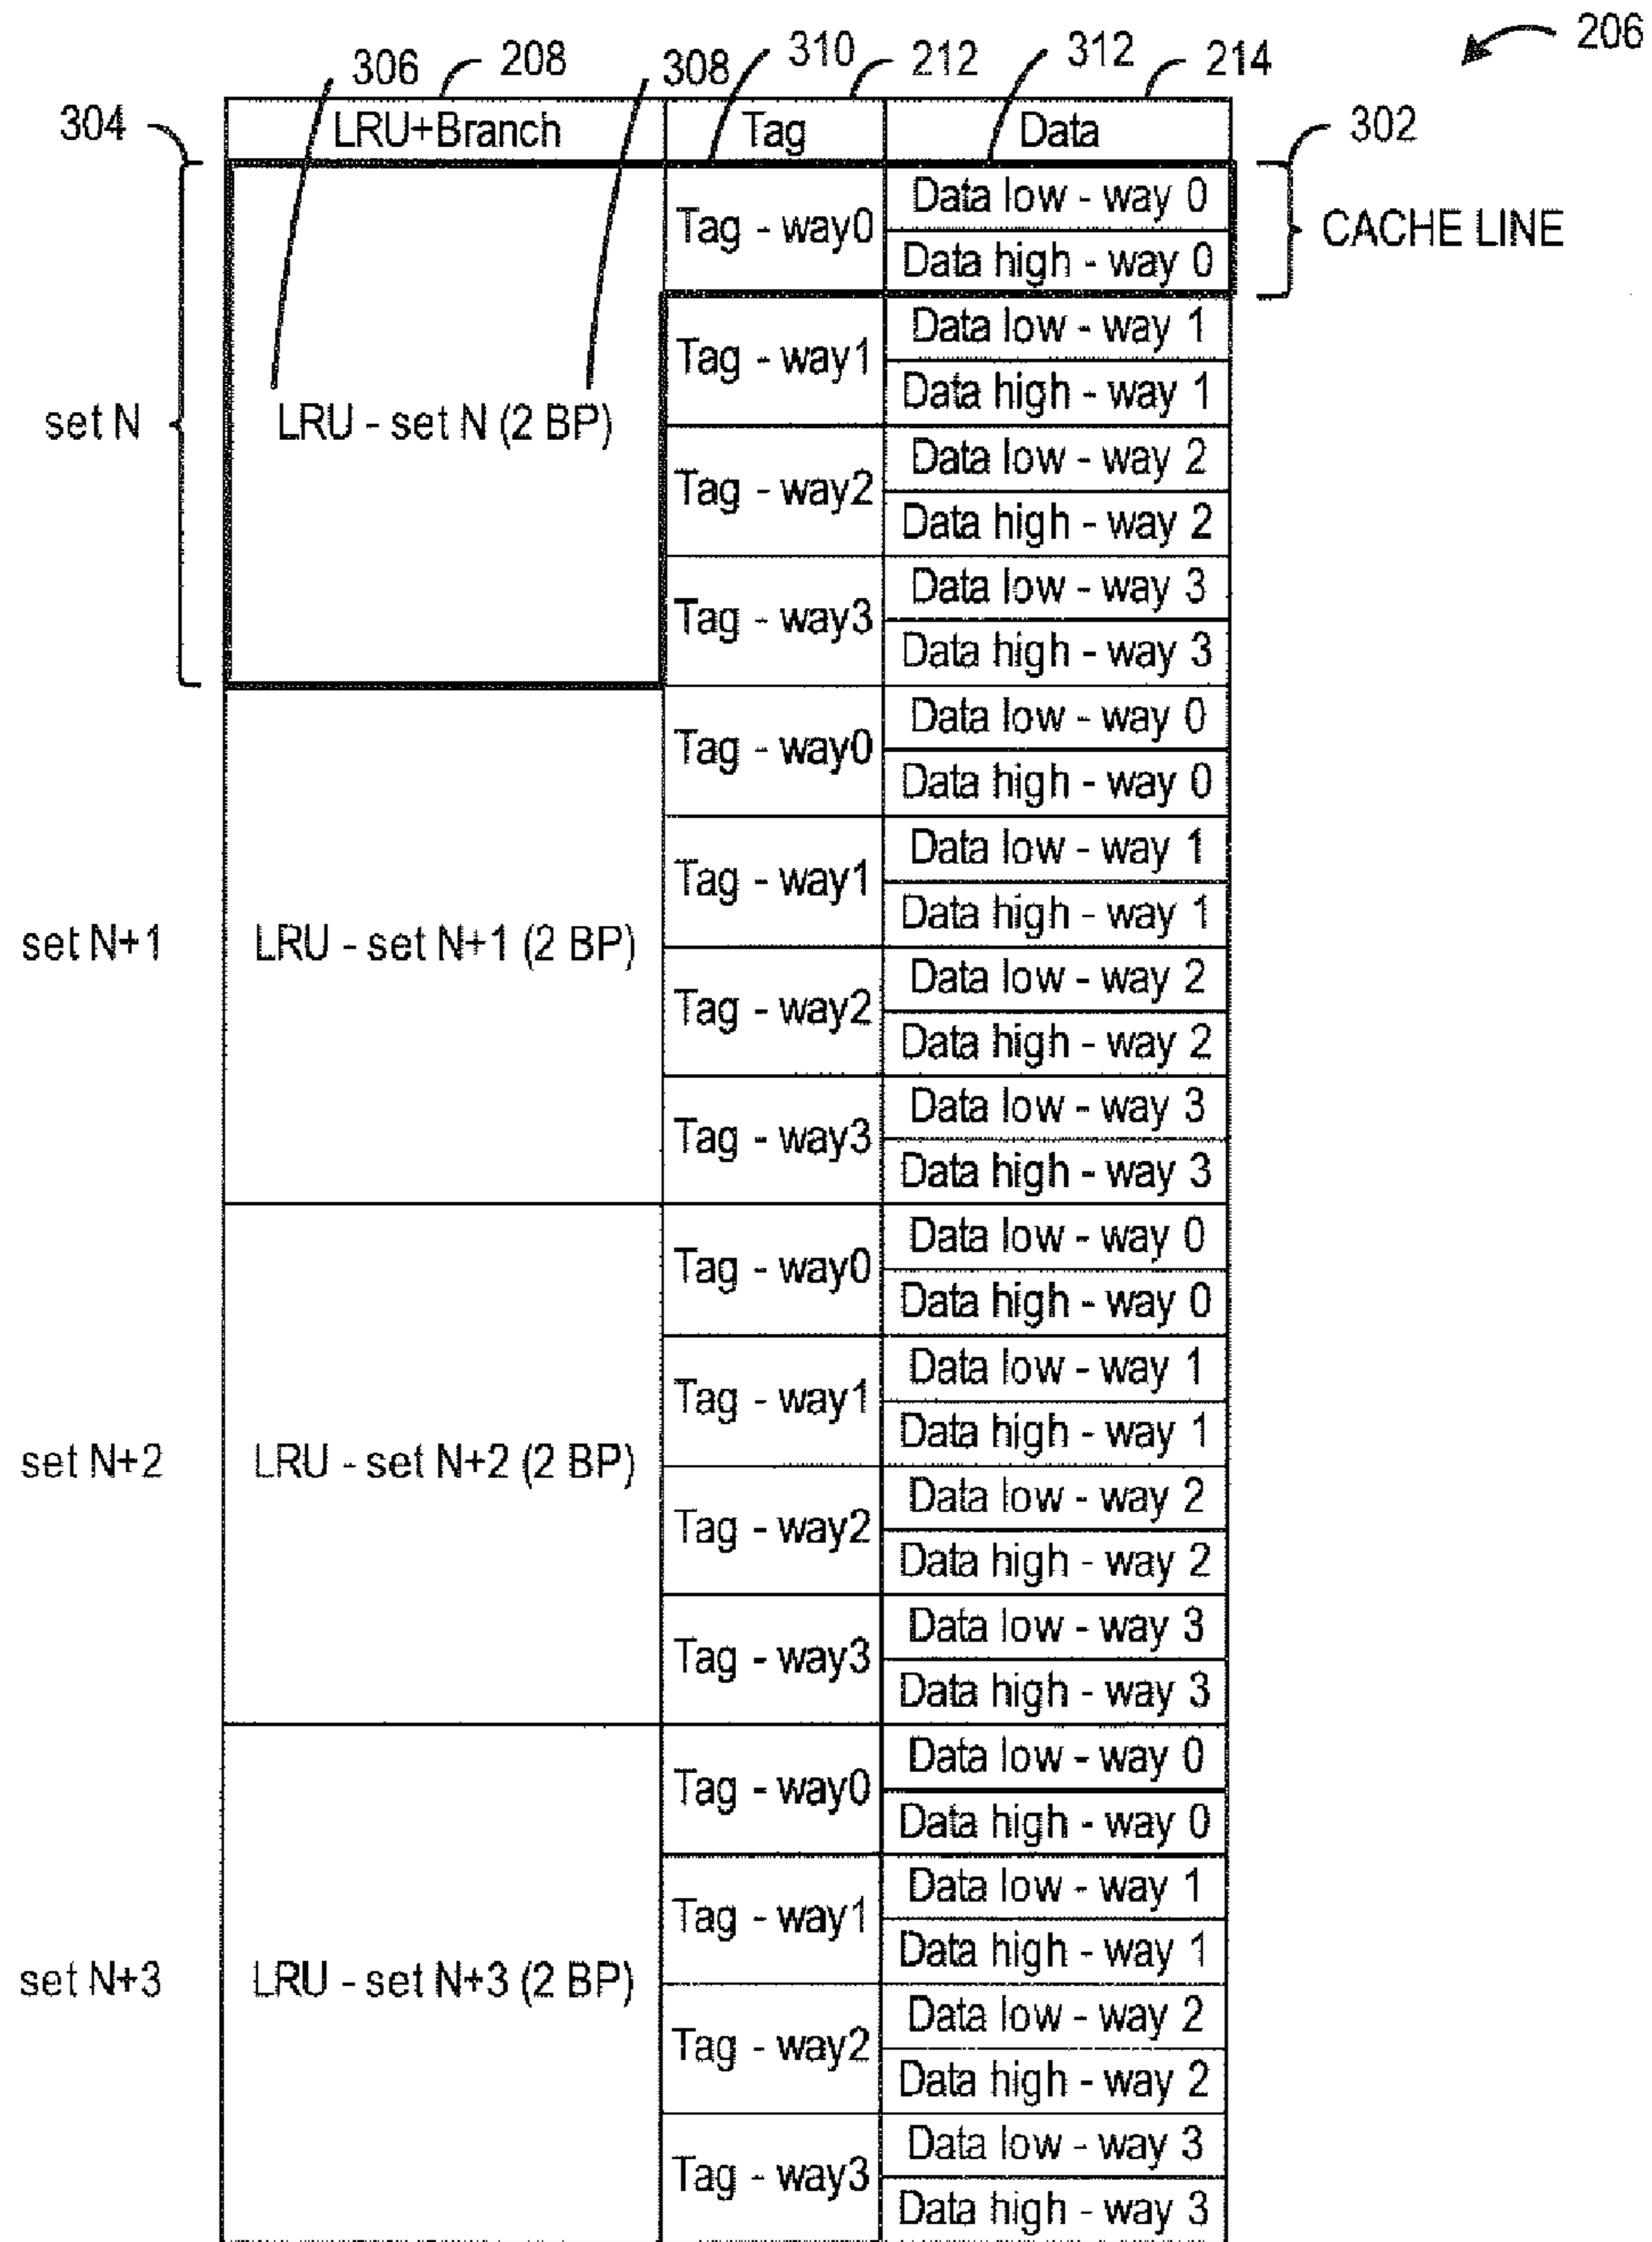 206
306 208 308 310 212 312 214
304 LRU+Branch Tag Data 302
Tag - way0 Data low - way 0
Data high - way 0 CACHE LINE
Tag - way1 Data low - way 1
Data high - way 1
set N LRU - set N (2 BP)
Tag - way2 Data low - way 2
Data high - way 2
Tag - way3 Data low - way 3
Data high - way 3
Tag - way0 Data low - way 0
Data high - way 0
Tag - way1 Data low - way 1
Data high - way 1
set N+1 LRU - set N+1 (2 BP)
Tag - way2 Data low - way 2
Data high - way 2
Tag - way3 Data low - way 3
Data high - way 3
Tag - way0 Data low - way 0
Data high - way 0
Tag - way1 Data low - way 1
Data high - way 1
set N+2 LRU - set N+2 (2 BP)
Tag - way2 Data low - way 2
Data high - way 2
Tag - way3 Data low - way 3
Data high - way 3
Tag - way0 Data low - way 0
Data high - way 0
Tag - way1 Data low - way 1
Data high - way 1
set N+3 LRU - set N+3 (2 BP)
Tag - way2 Data low - way 2
Data high - way 2
Tag - way3 Data low - way 3
Data high - way 3